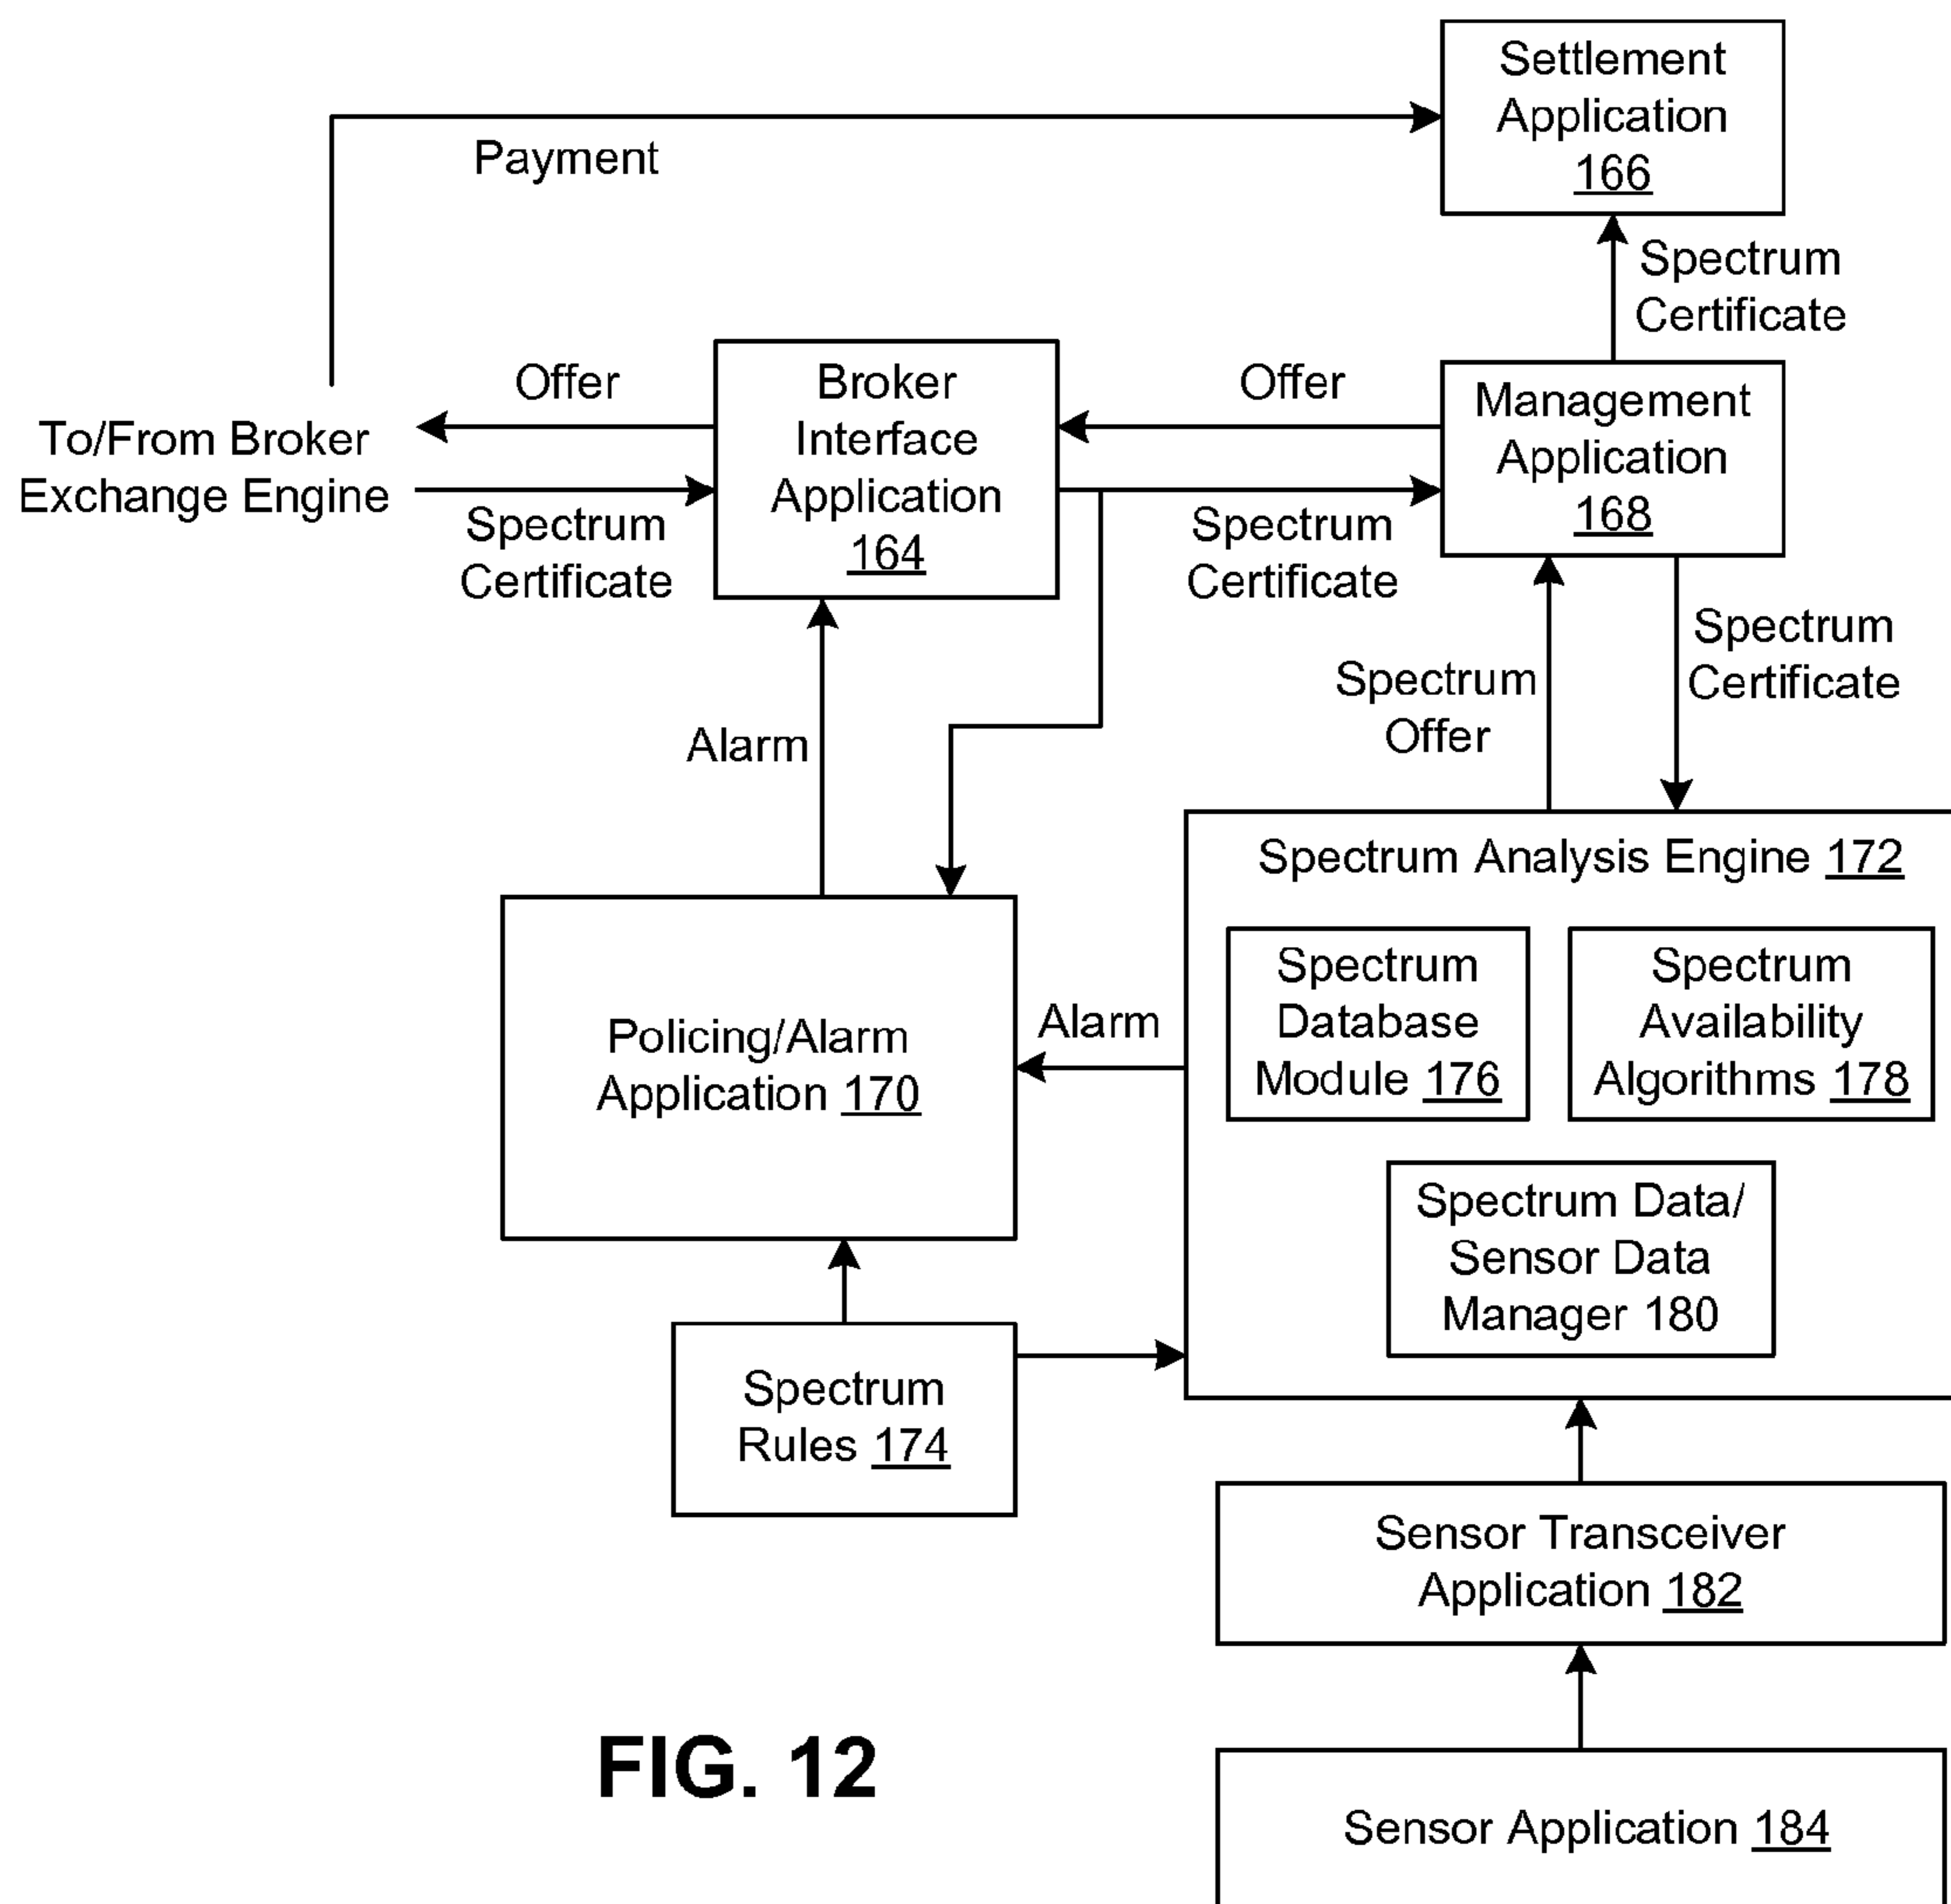 Settlement
Application
166
Payment
Spectrum
Certificate
Offer
Broker
Interface
Application
164
Offer
Management
Application
168
To/From Broker
Exchange Engine
Spectrum
Certificate
Spectrum
Certificate
Spectrum
Offer
Spectrum
Certificate
Alarm
Spectrum Analysis Engine 172
Spectrum
Database
Module 176
Spectrum
Availability
Algorithms 178
Alarm
Policing/Alarm
Application 170
Spectrum Data/
Sensor Data
Manager 180
Spectrum
Rules 174
Sensor Transceiver
Application 182
FIG. 12
Sensor Application 184